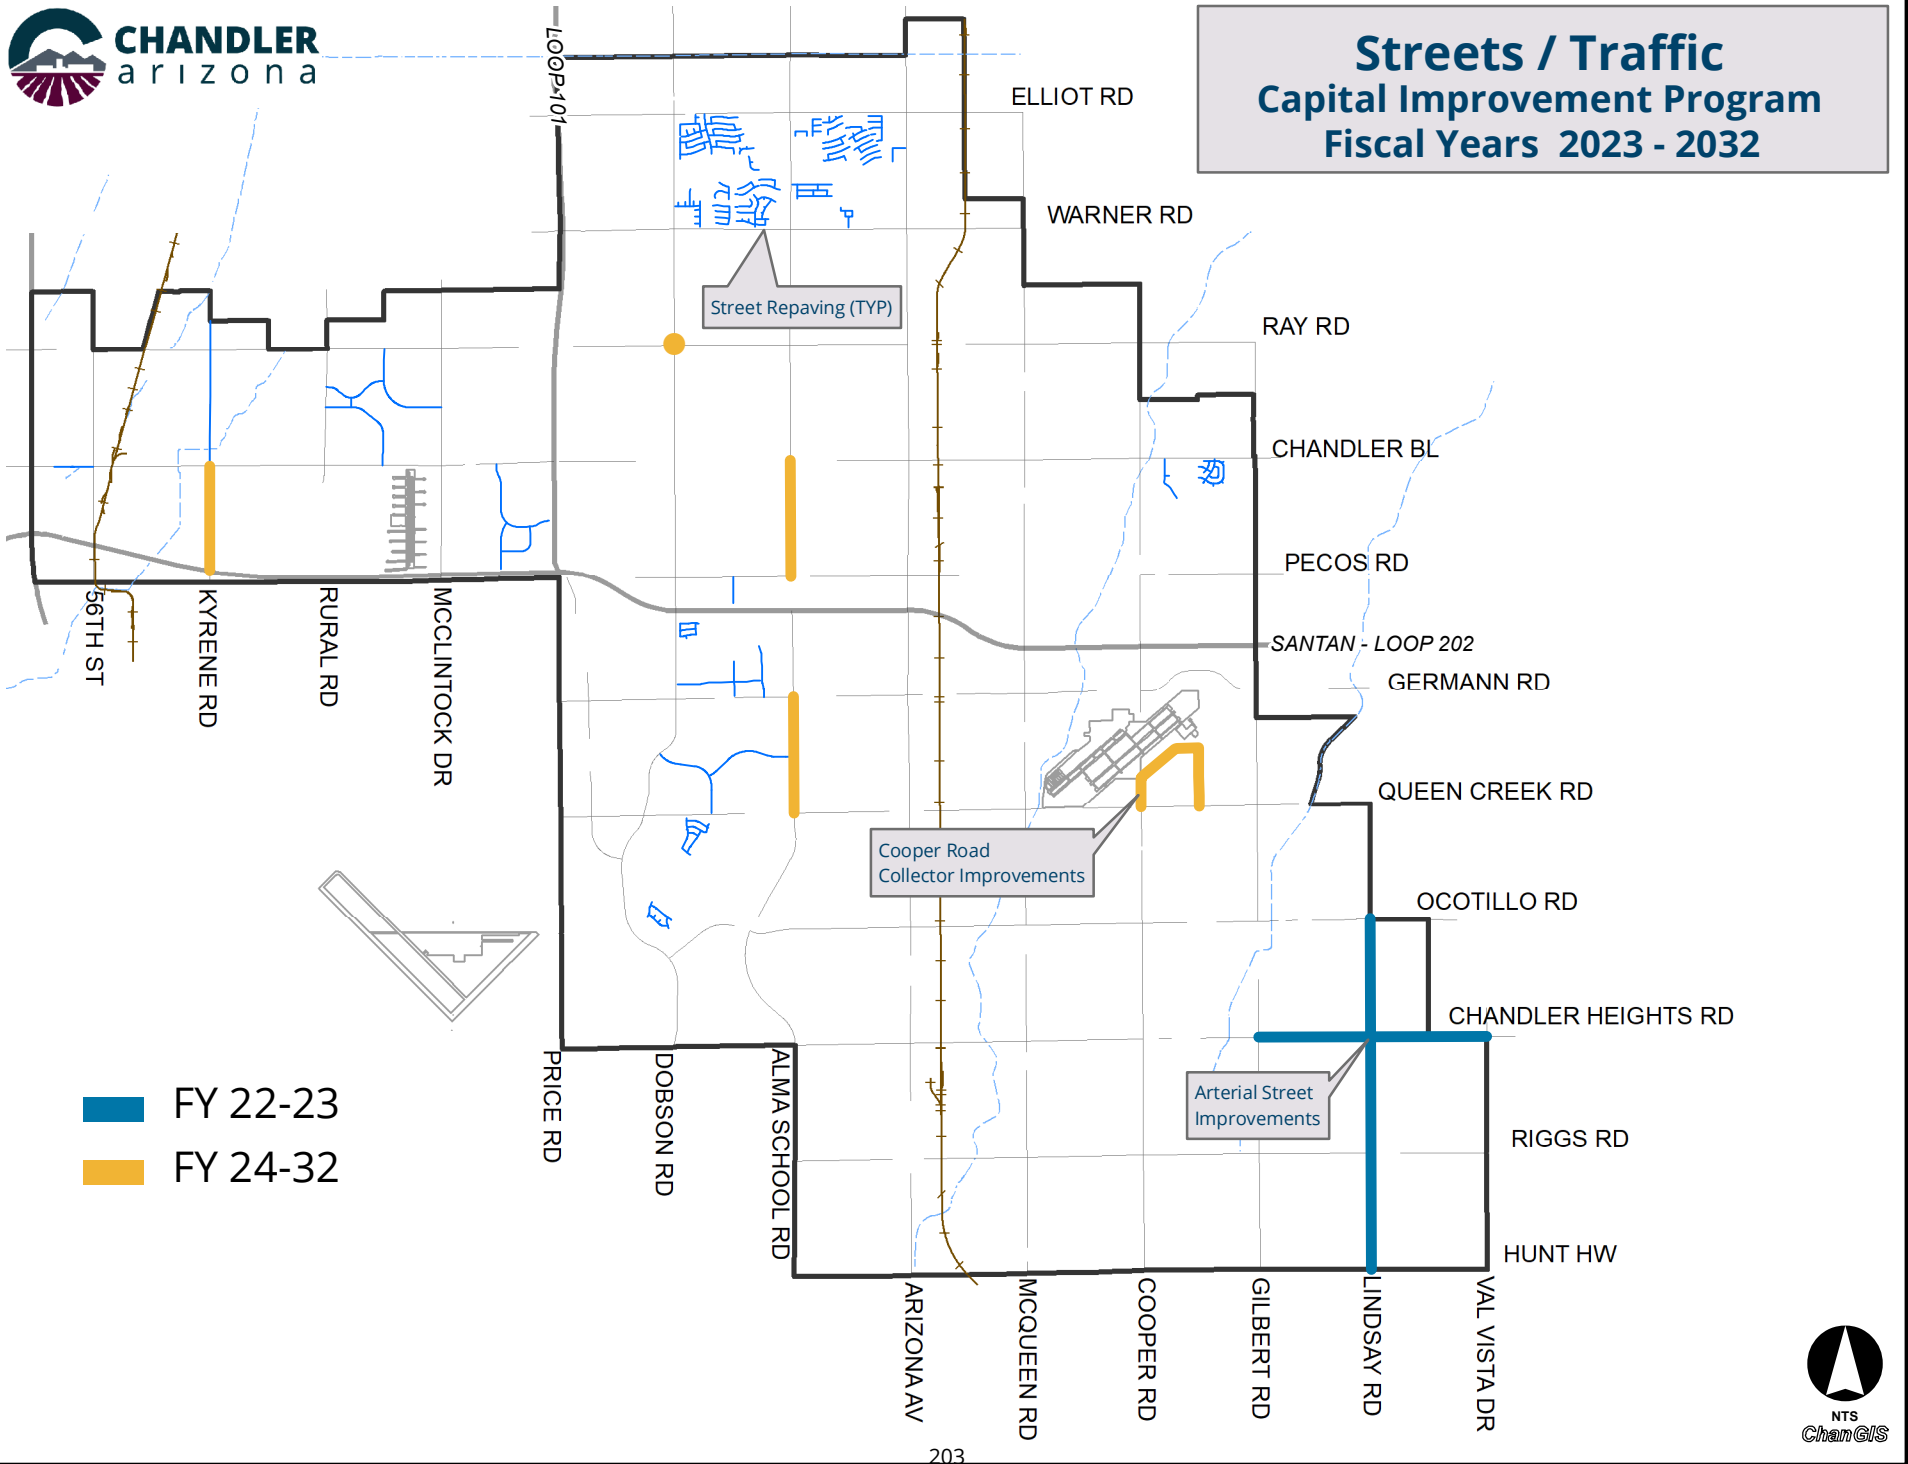 CHANDLER
arizona
Streets / Traffic
Capital Improvement Program
Fiscal Years 2023 - 2032
LOOP 101
ELLIOT RD
WARNER RD
Street Repaving (TYP)
RAY RD
CHANDLER BL
PECOS RD
SANTAN - LOOP 202
GERMANN RD
56TH ST
KYRENE RD
RURAL RD
MCCLINTOCK DR
QUEEN CREEK RD
Cooper Road
Collector Improvements
OCOTILLO RD
CHANDLER HEIGHTS RD
Arterial Street
Improvements
PRICE RD
DOBSON RD
ALMA SCHOOL RD
FY 22-23
FY 24-32
RIGGS RD
HUNT HW
ARIZONA AV
MCQUEEN RD
COOPER RD
GILBERT RD
LINDSAY RD
VAL VISTA DR
NTS
ChanGIS
203